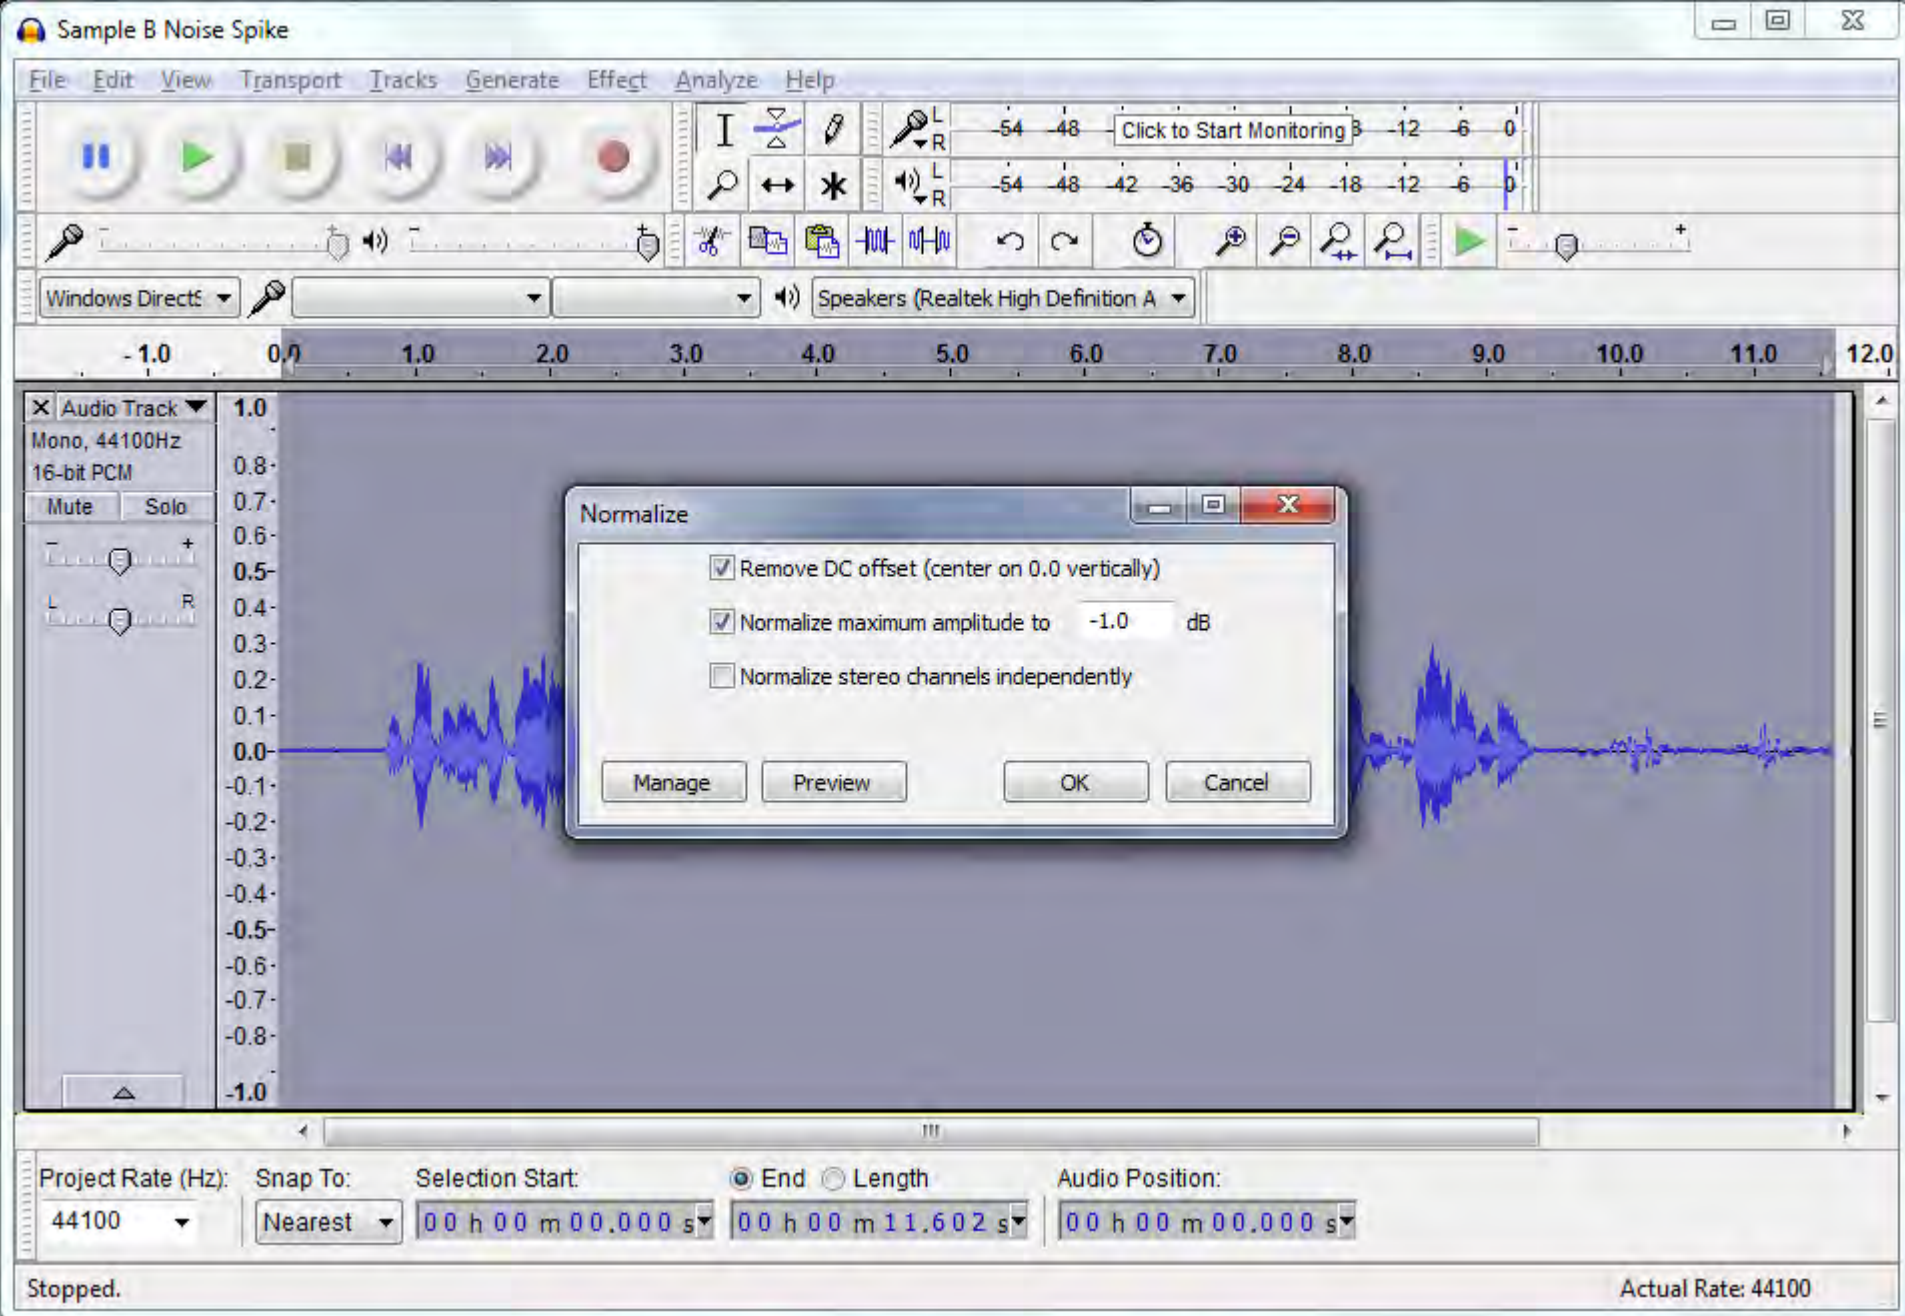 Sample B Noise Spike
File Edit View Transport Tracks Generate Effect Analyze Help
L
R
-54 -48 Click to Start Monitoring -12 -6 0
L
R
-54 -48 -42 -36 -30 -24 -18 -12 -6 0
- +
- +
- +
Windows DirectS
Speakers (Realtek High Definition A
- 1.0 0.0 1.0 2.0 3.0 4.0 5.0 6.0 7.0 8.0 9.0 10.0 11.0 12.0
X Audio Track
Mono, 44100Hz
16-bit PCM
Mute Solo
- +
L R
1.0
0.8
0.7
0.6
0.5
0.4
0.3
0.2
0.1
0.0
-0.1
-0.2
-0.3
-0.4
-0.5
-0.6
-0.7
-0.8
-1.0
Normalize
Remove DC offset (center on 0.0 vertically)
Normalize maximum amplitude to -1.0 dB
Normalize stereo channels independently
Manage Preview OK Cancel
Project Rate (Hz): Snap To: Selection Start: End Length Audio Position:
44100 Nearest 00 h 00 m 00.000 s 00 h 00 m 11.602 s 00 h 00 m 00.000 s
Stopped. Actual Rate: 44100